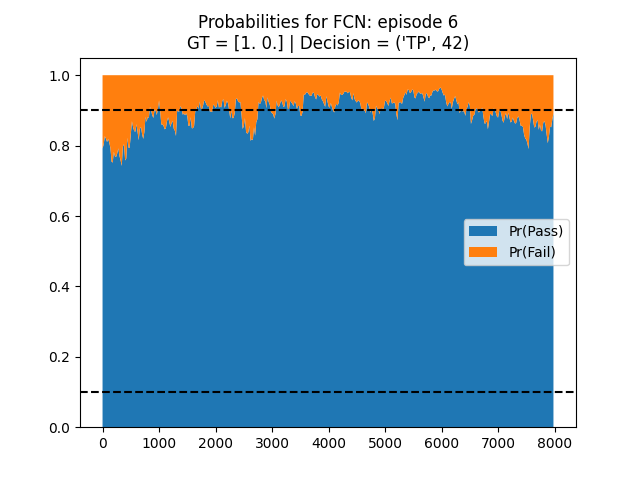 Probabilities for FCN: episode 6
GT = [1. 0.] | Decision = ('TP', 42)
1.0
0.8
0.6
0.4
0.2
0.0
Pr(Pass)
Pr(Fail)
0 1000 2000 3000 4000 5000 6000 7000 8000